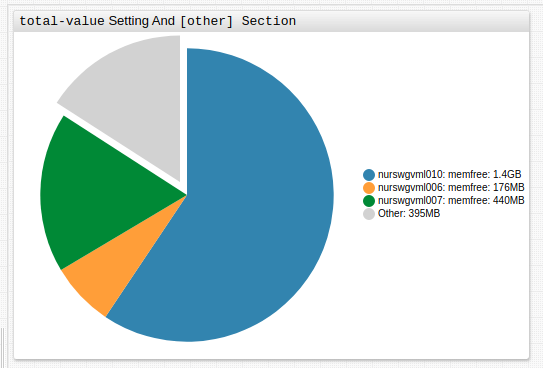 total-value Setting And [other] Section
nurswgvml010: memfree: 1.4GB
nurswgvml006: memfree: 176MB
nurswgvml007: memfree: 440MB
Other: 395MB